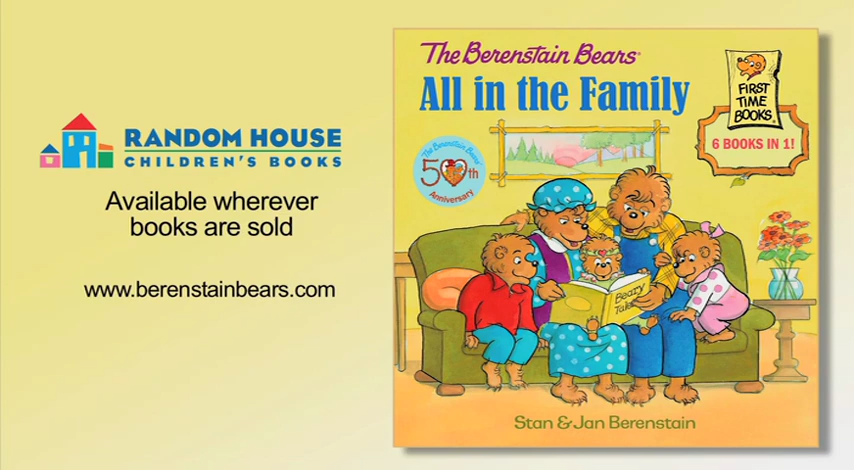 RANDOM HOUSE
CHILDREN'S BOOKS
Available wherever
books are sold
www.berenstainbears.com
The Berenstain Bears®
All in the Family
FIRST
TIME
BOOKS®
6 BOOKS IN 1!
The Berenstain Bears®
50th
Anniversary
Beary
Tales
Stan & Jan Berenstain